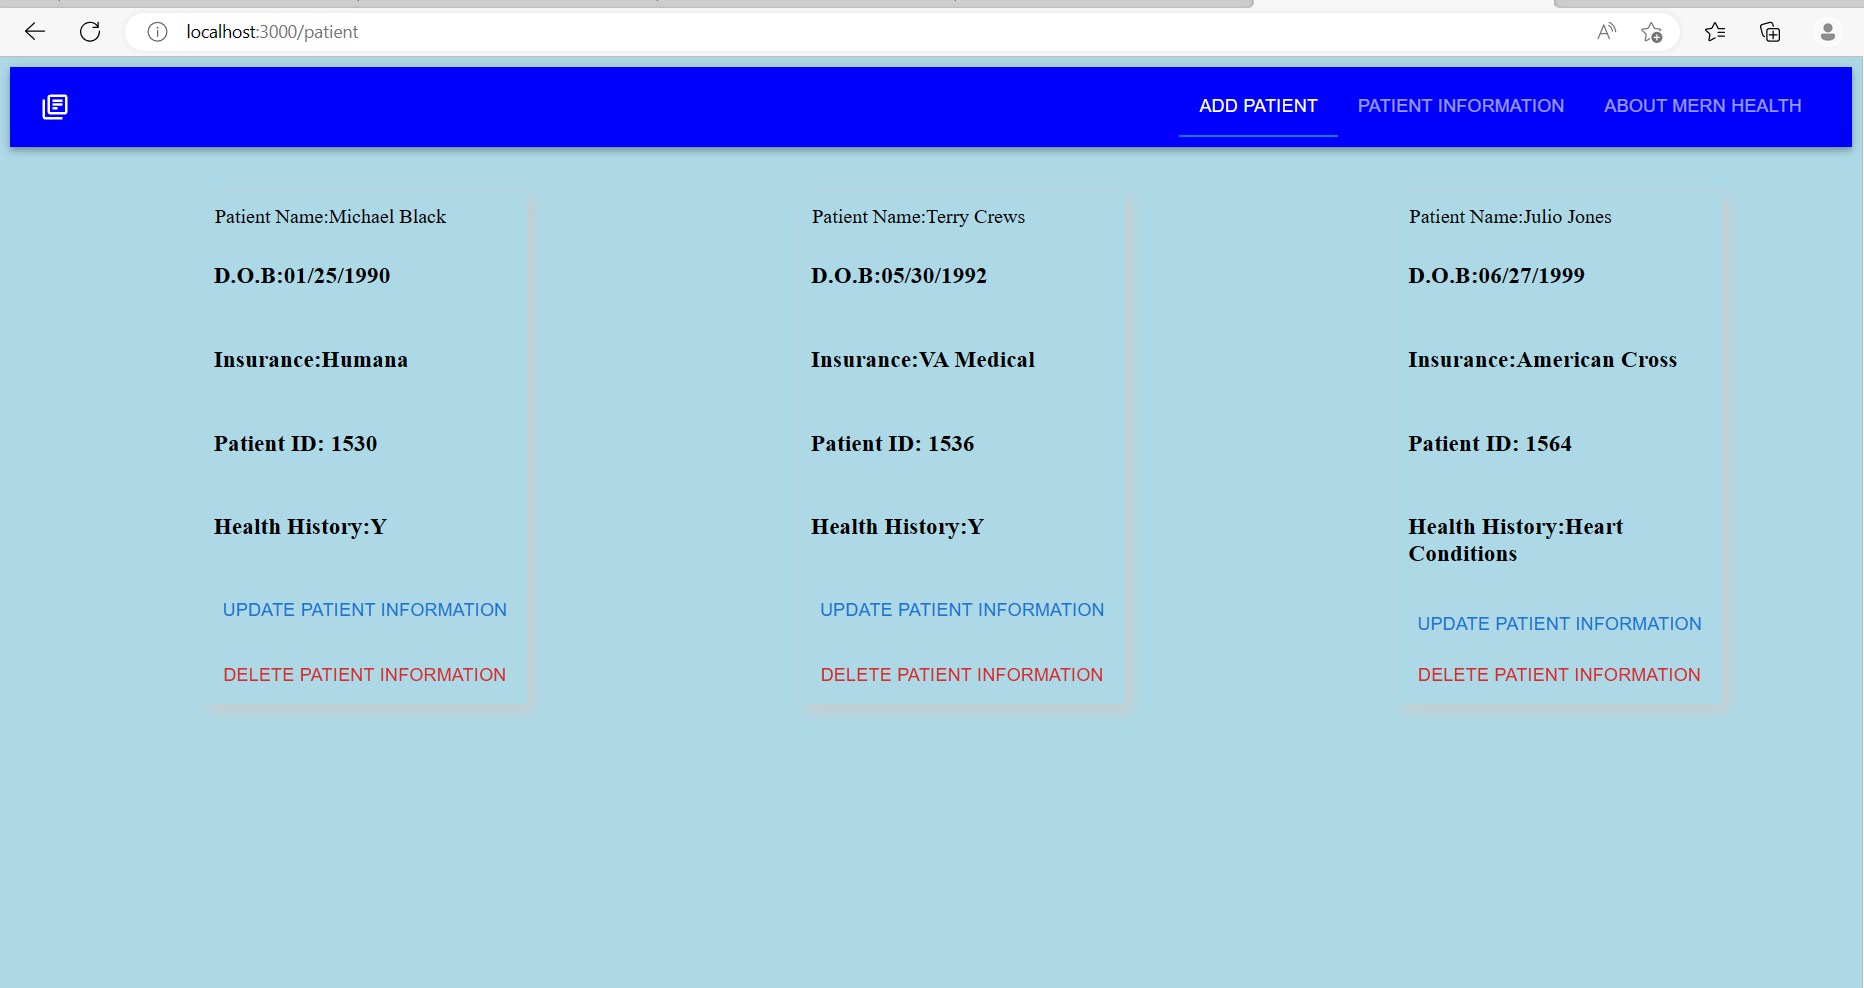 localhost:3000/patient
ADD PATIENT PATIENT INFORMATION ABOUT MERN HEALTH
Patient Name:Michael Black
D.O.B:01/25/1990
Insurance:Humana
Patient ID: 1530
Health History:Y
UPDATE PATIENT INFORMATION
DELETE PATIENT INFORMATION
Patient Name:Terry Crews
D.O.B:05/30/1992
Insurance:VA Medical
Patient ID: 1536
Health History:Y
UPDATE PATIENT INFORMATION
DELETE PATIENT INFORMATION
Patient Name:Julio Jones
D.O.B:06/27/1999
Insurance:American Cross
Patient ID: 1564
Health History:Heart
Conditions
UPDATE PATIENT INFORMATION
DELETE PATIENT INFORMATION